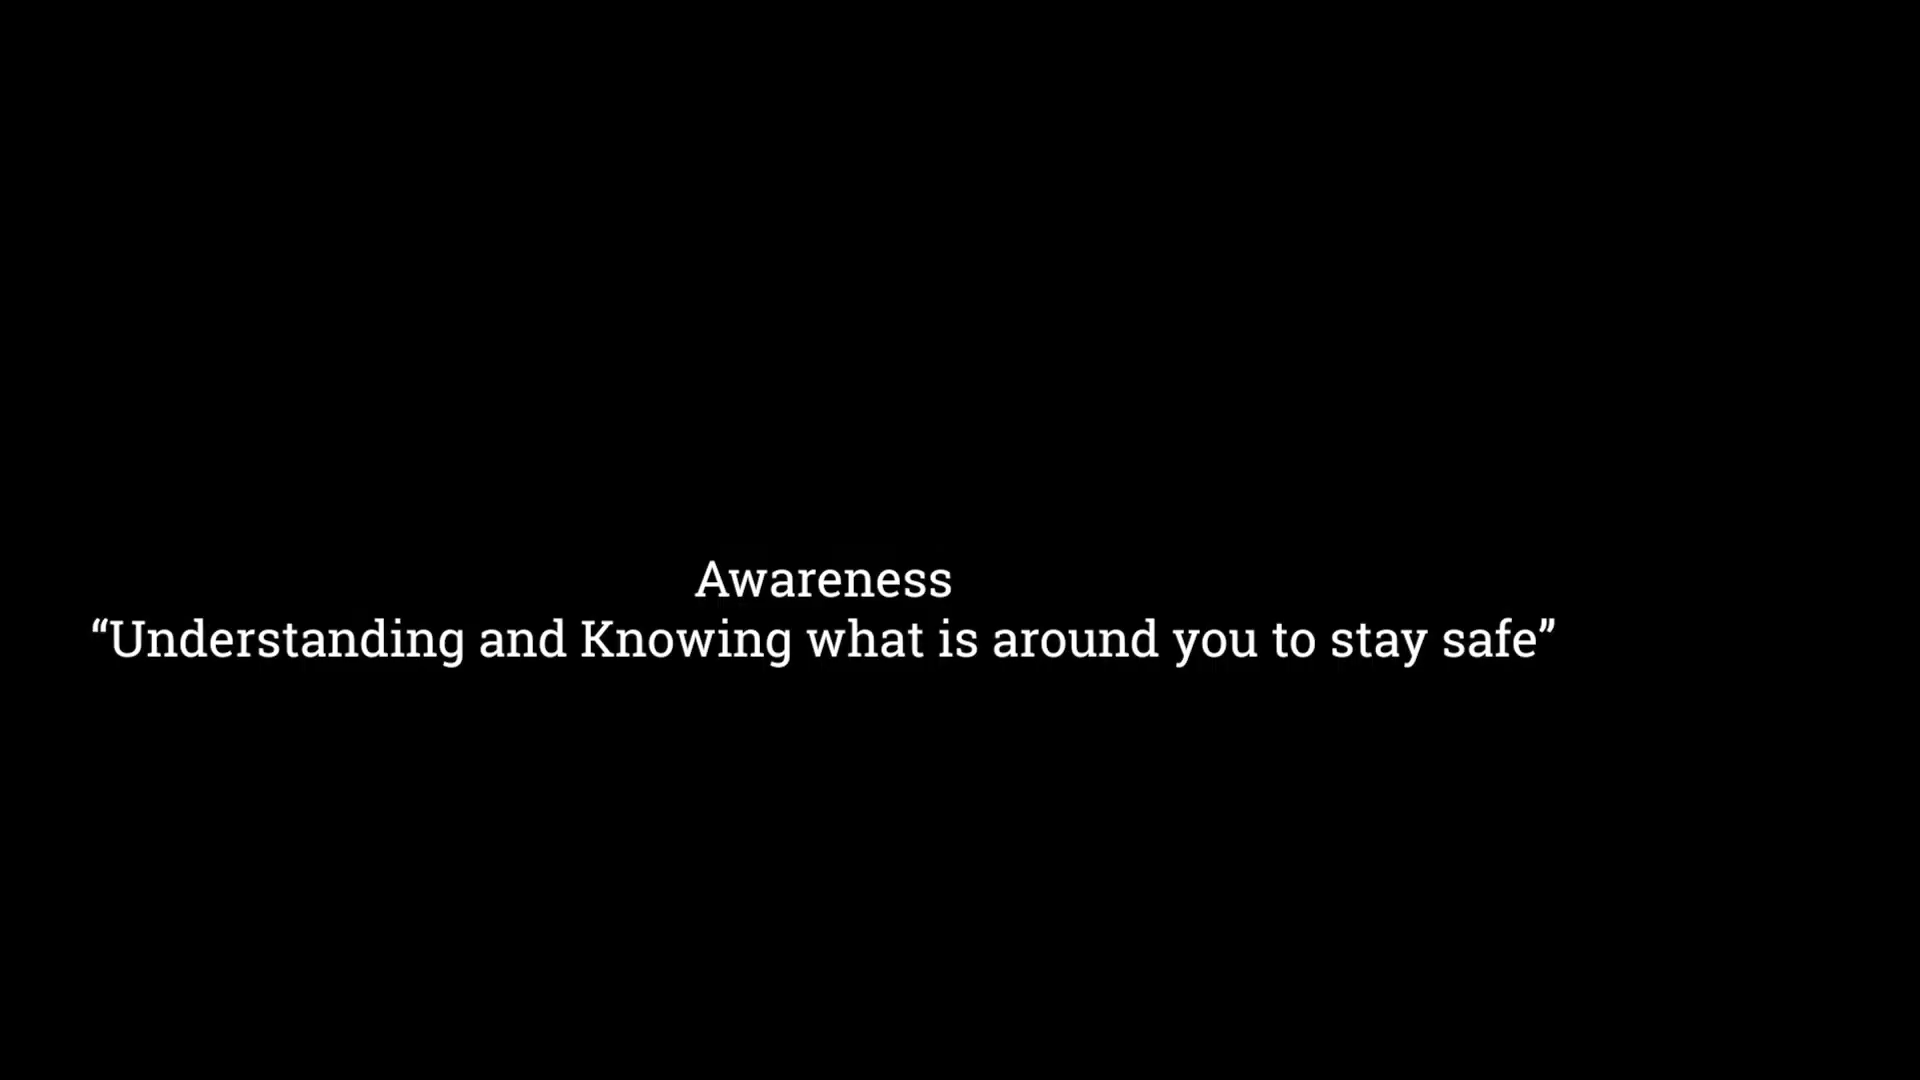 Awareness
“Understanding and Knowing what is around you to stay safe”